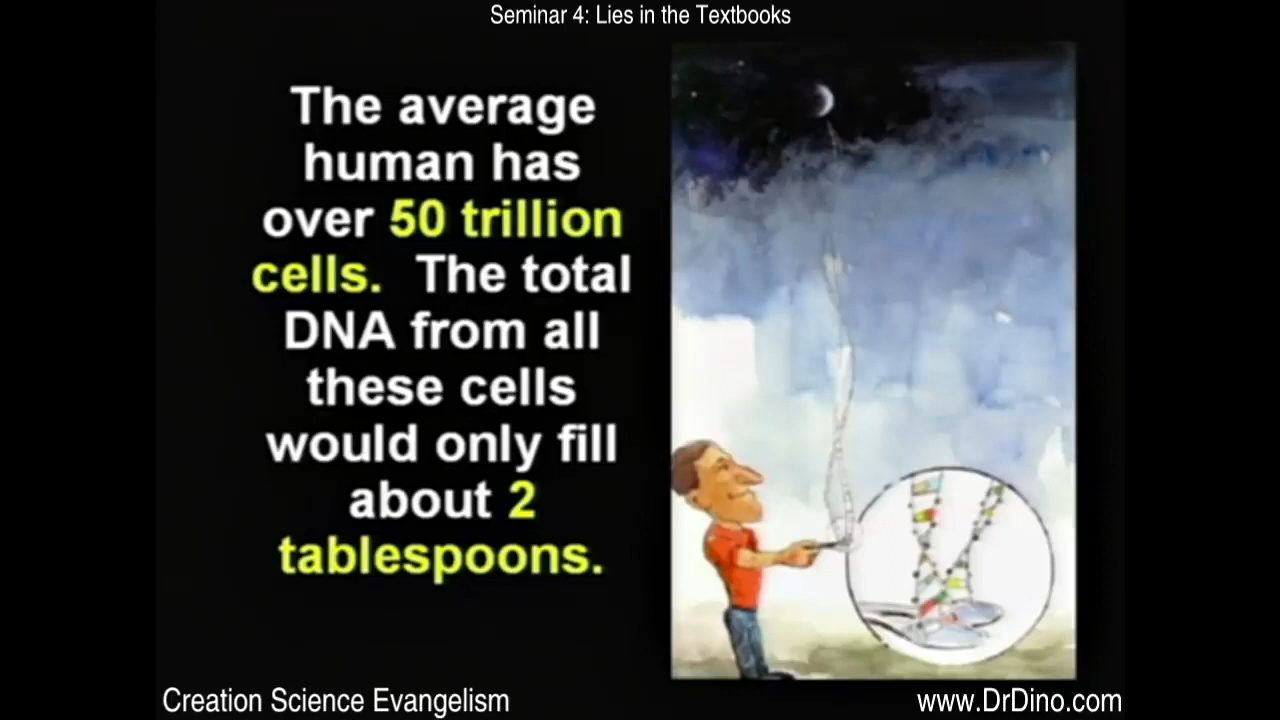 Seminar 4: Lies in the Textbooks
The average
human has
over 50 trillion
cells. The total
DNA from all
these cells
would only fill
about 2
tablespoons.
Creation Science Evangelism
www.DrDino.com